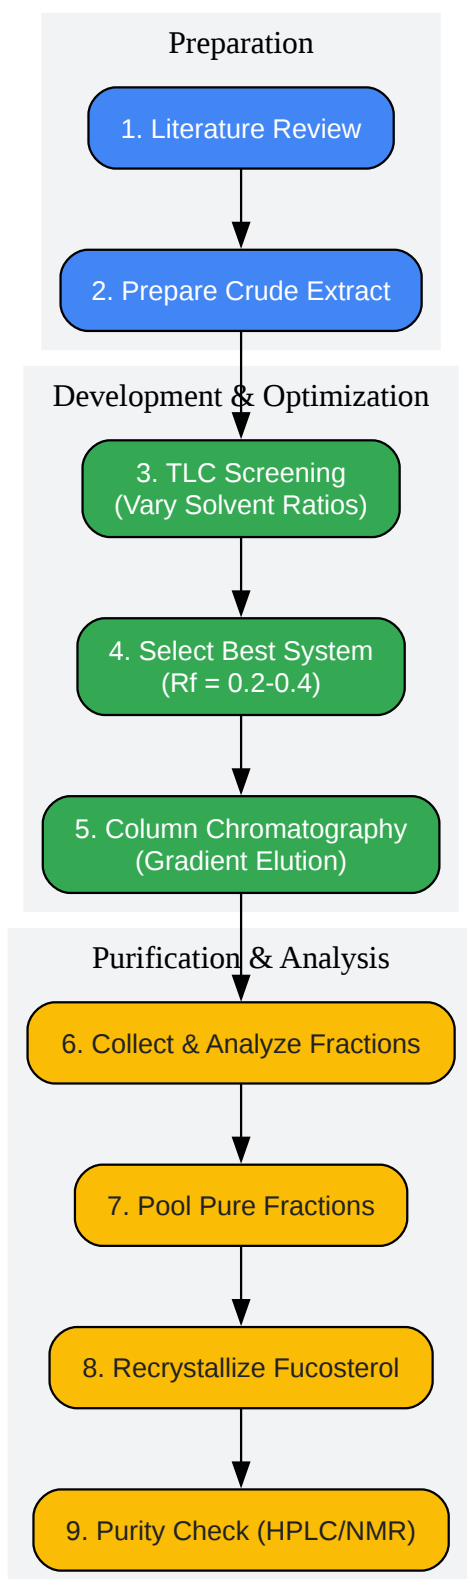 Preparation
1. Literature Review
2. Prepare Crude Extract
Development & Optimization
3. TLC Screening
(Vary Solvent Ratios)
4. Select Best System
(Rf = 0.2-0.4)
5. Column Chromatography
(Gradient Elution)
Purification & Analysis
6. Collect & Analyze Fractions
7. Pool Pure Fractions
8. Recrystallize Fucosterol
9. Purity Check (HPLC/NMR)